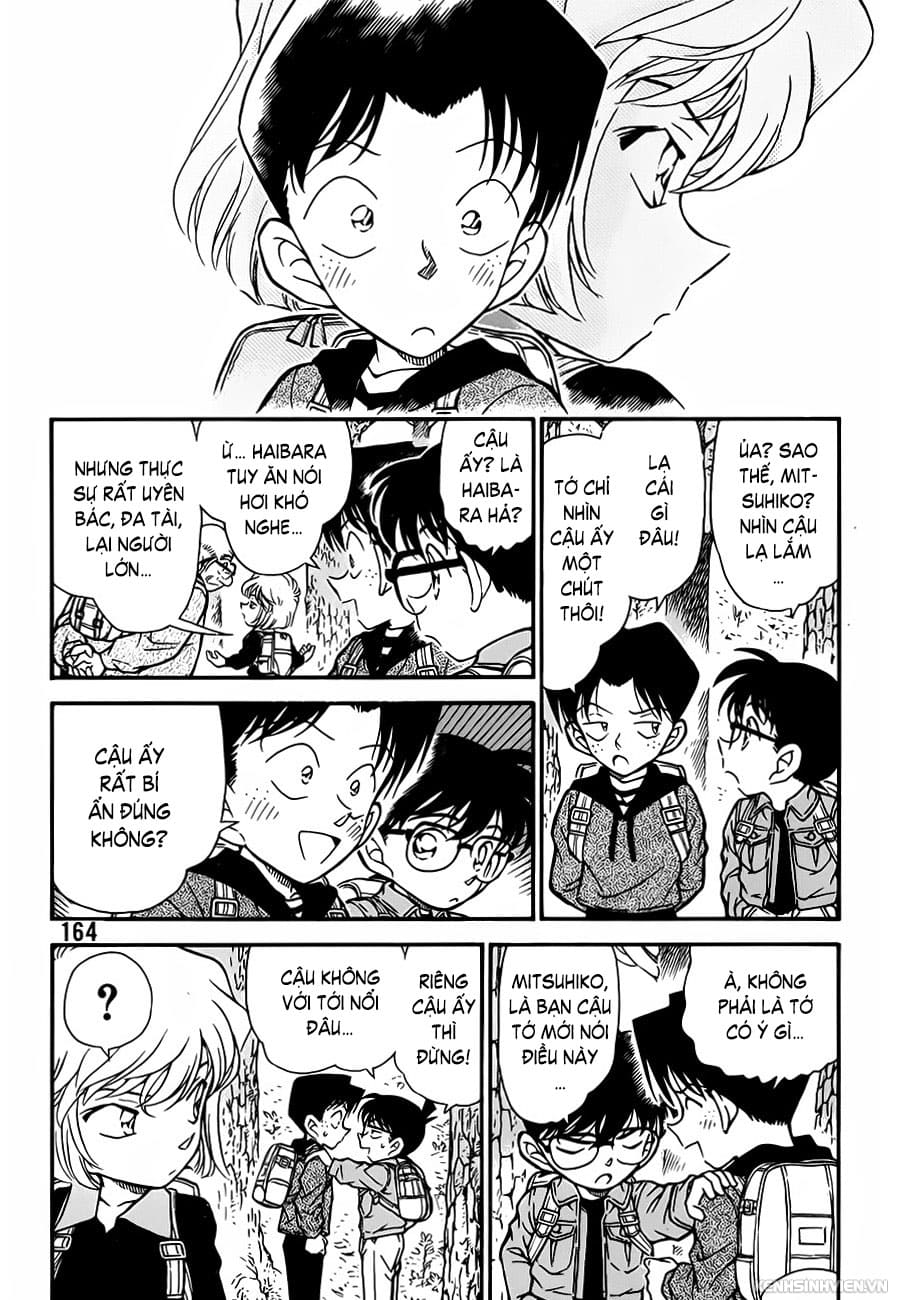 ỦA? SAO
THẾ, MIT-
SUHIKO?
NHÌN CẬU
LẠ LẮM
...
LẠ
CÁI
GÌ
ĐÂU!
TỚ CHỈ
NHÌN
CẬU ẤY
MỘT
CHÚT
THÔI!
CẬU
ẤY? LÀ
HAIBA-
RA HẢ?
Ừ... HAIBARA
TUY ĂN NÓI
HƠI KHÓ
NGHE...
NHƯNG THỰC
SỰ RẤT UYÊN
BÁC, ĐA TÀI,
LẠI NGƯỜI
LỚN...
CẬU ẤY
RẤT BÍ
ẨN ĐÚNG
KHÔNG?
164
À, KHÔNG
PHẢI LÀ TỚ
CÓ Ý GÌ...
MITSUHIKO,
LÀ BẠN CẬU
TỚ MỚI NÓI
ĐIỀU NÀY
...
RIÊNG
CẬU ẤY
THÌ
ĐỪNG!
CẬU KHÔNG
VỚI TỚI NỔI
ĐÂU...
?
KENHSINHVIEN.VN